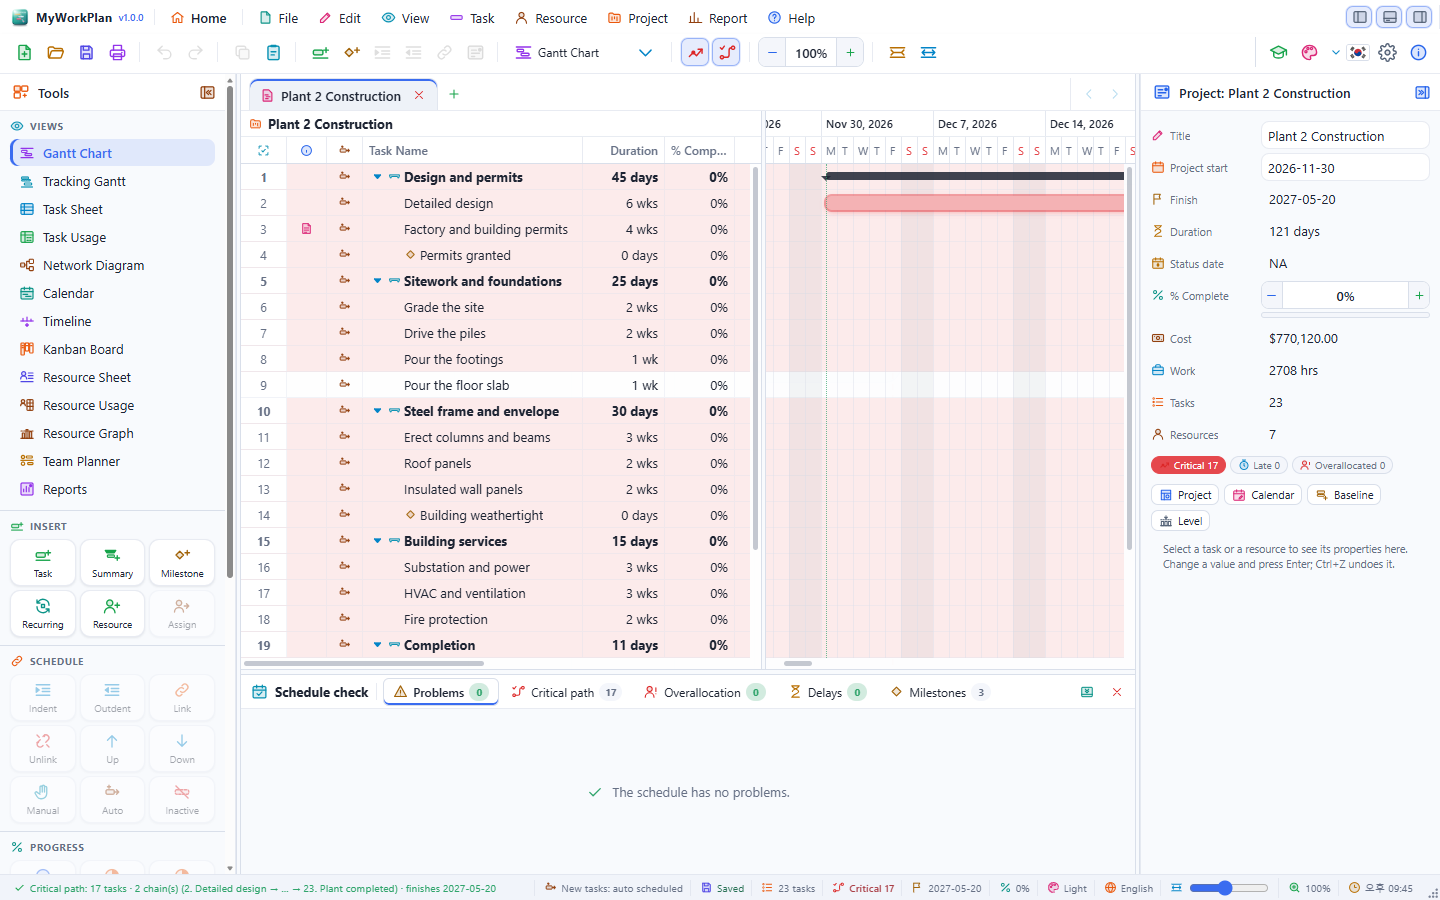 MyWorkPlan v1.0.0 Home File Edit View Task Resource Project Report Help
Gantt Chart 100%
Tools
VIEWS
Gantt Chart
Tracking Gantt
Task Sheet
Task Usage
Network Diagram
Calendar
Timeline
Kanban Board
Resource Sheet
Resource Usage
Resource Graph
Team Planner
Reports
INSERT
Task Summary Milestone
Recurring Resource Assign
SCHEDULE
Indent Outdent Link
Unlink Up Down
Manual Auto Inactive
PROGRESS
Plant 2 Construction
Plant 2 Construction
026 Nov 30, 2026 Dec 7, 2026 Dec 14, 2026
Task Name Duration % Comp...
F S S M T W T F S S M T W T F S S M T W T F S
1 Design and permits 45 days 0%
2 Detailed design 6 wks 0%
3 Factory and building permits 4 wks 0%
4 Permits granted 0 days 0%
5 Sitework and foundations 25 days 0%
6 Grade the site 2 wks 0%
7 Drive the piles 2 wks 0%
8 Pour the footings 1 wk 0%
9 Pour the floor slab 1 wk 0%
10 Steel frame and envelope 30 days 0%
11 Erect columns and beams 3 wks 0%
12 Roof panels 2 wks 0%
13 Insulated wall panels 2 wks 0%
14 Building weathertight 0 days 0%
15 Building services 15 days 0%
16 Substation and power 3 wks 0%
17 HVAC and ventilation 3 wks 0%
18 Fire protection 2 wks 0%
19 Completion 11 days 0%
Schedule check Problems 0 Critical path 17 Overallocation 0 Delays 0 Milestones 3
The schedule has no problems.
Project: Plant 2 Construction
Title Plant 2 Construction
Project start 2026-11-30
Finish 2027-05-20
Duration 121 days
Status date NA
% Complete 0%
Cost $770,120.00
Work 2708 hrs
Tasks 23
Resources 7
Critical 17 Late 0 Overallocated 0
Project Calendar Baseline
Level
Select a task or a resource to see its properties here.
Change a value and press Enter; Ctrl+Z undoes it.
Critical path: 17 tasks · 2 chain(s) (2. Detailed design → ... → 23. Plant completed) · finishes 2027-05-20 New tasks: auto scheduled Saved 23 tasks Critical 17 2027-05-20 0% Light English 100% 오후 09:45